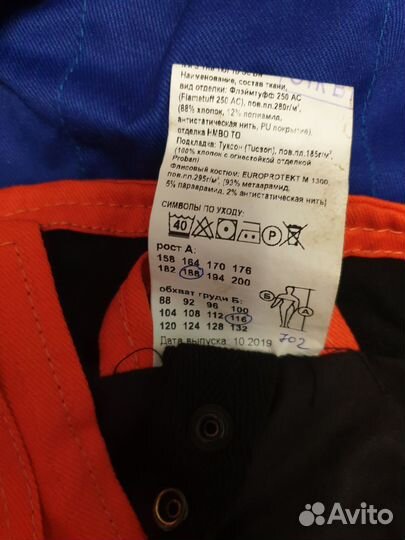 Наименование, состав ткани,
вид отделки: Флэймтуфф 250 АС
(Flametuff 250 AC), пов.пл.280г/м²,
(88% хлопок, 12% полиамид,
антистатическая нить, PU покрытие),
отделка НМВО ТО
Подкладка: Туксон (Tucson), пов.пл.185г/м²,
(100% хлопок с огнестойкой отделкой
Proban)
Флисовый костюм: EUROPROTEKT M 1300,
пов.пл.295г/м², (93% метаарамид,
5% параарамид, 2% антистатическая нить)
СИМВОЛЫ ПО УХОДУ:
40 P
рост А:
158 164 170 176
182 188 194 200
обхват груди Б:
88 92 96 100
104 108 112 116
120 124 128 132
Б
А
Дата выпуска 10.2019 702
Avito